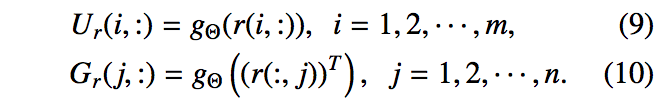 U_r(i,:) = g_Θ(r(i,:)), i = 1,2,⋯,m, (9)
G_r(j,:) = g_Θ((r(:,j))^T), j = 1,2,⋯,n. (10)